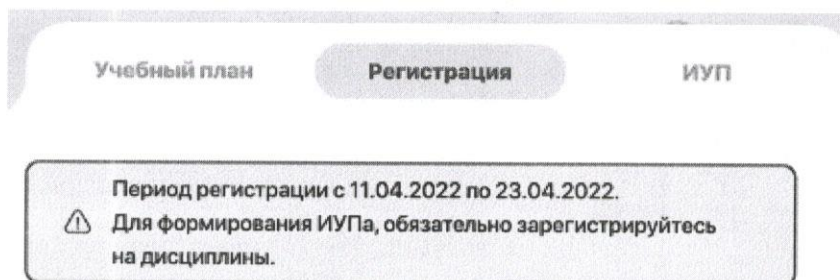 Учебный план Регистрация ИУП
Период регистрации с 11.04.2022 по 23.04.2022.
Для формирования ИУПа, обязательно зарегистрируйтесь
на дисциплины.